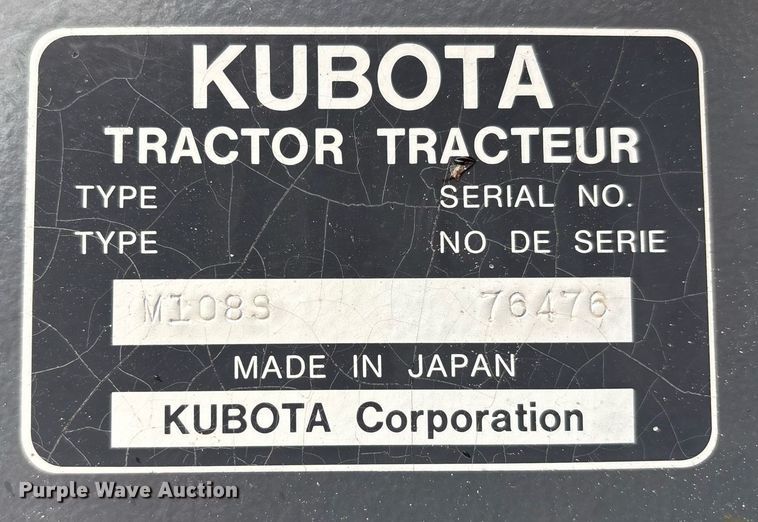 KUBOTA
TRACTOR TRACTEUR
TYPE SERIAL NO.
TYPE NO DE SERIE
M108S 76476
MADE IN JAPAN
KUBOTA Corporation
Purple Wave Auction